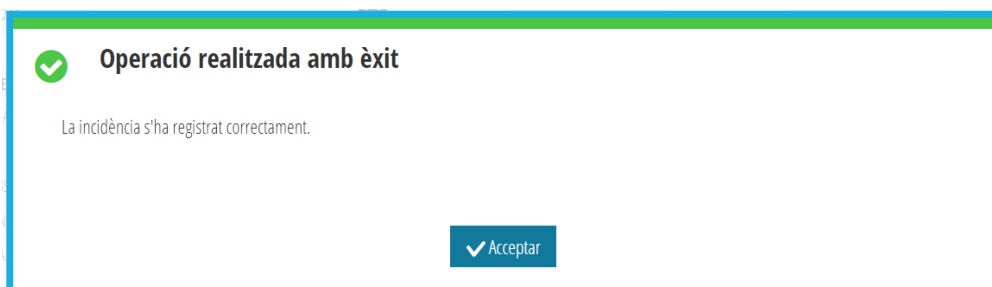 Operació realitzada amb èxit
La incidència s'ha registrat correctament.
Acceptar